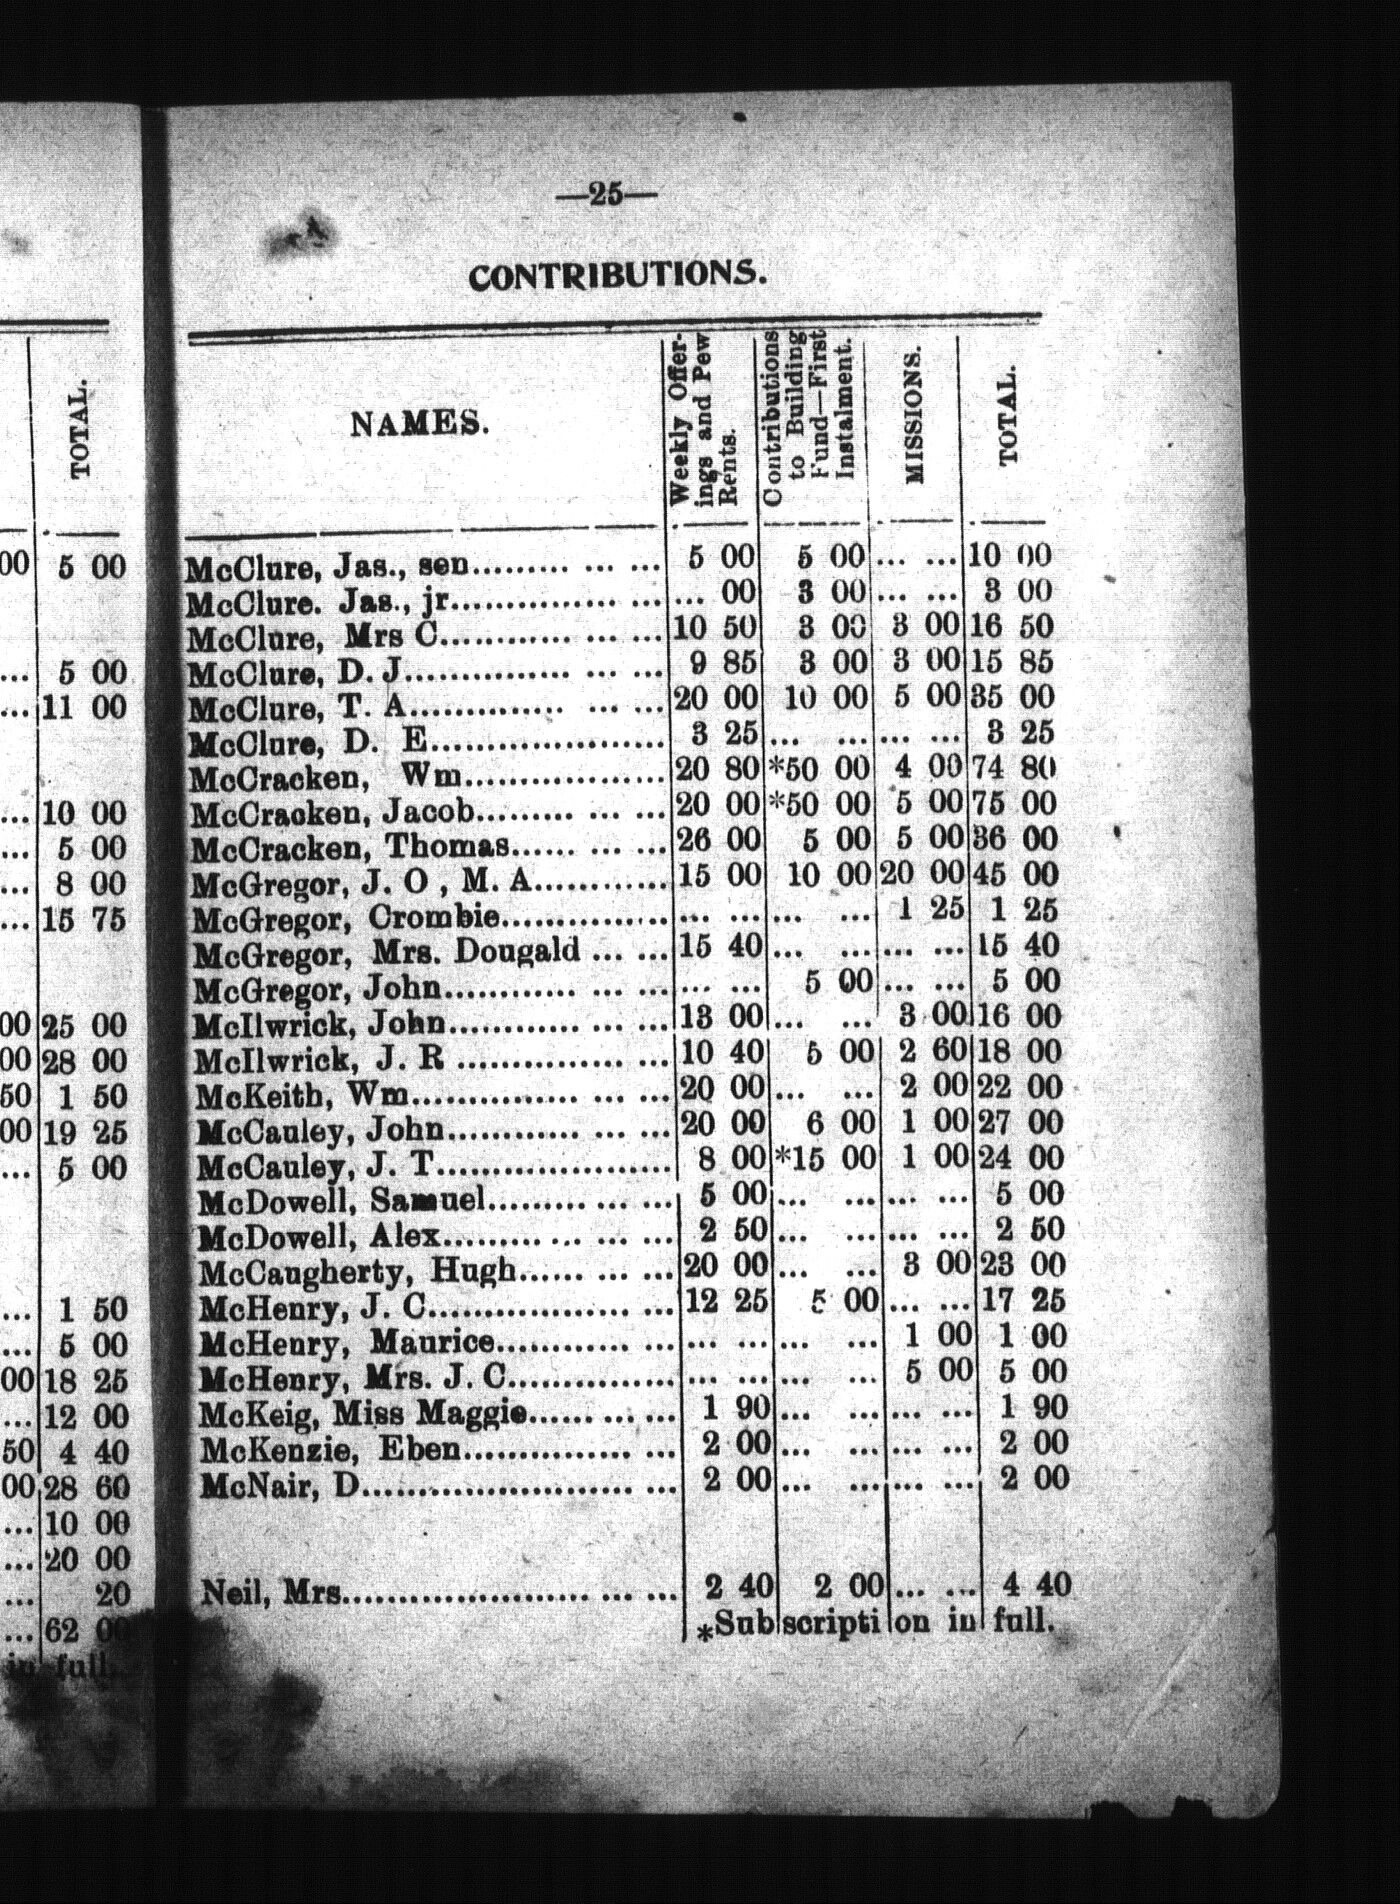 —25—
CONTRIBUTIONS.
NAMES.
Weekly Offerings and Pew Rents.
Contributions to Building Fund—First Instalment.
MISSIONS.
TOTAL.
McClure, Jas., sen......... ... ... 5 00 5 00 ... ... 10 00
McClure. Jas., jr............... ... ... 00 3 00 ... ... 3 00
McClure, Mrs C............ ... ... 10 50 3 00 3 00 16 50
McClure, D. J............... ... ... 9 85 3 00 3 00 15 85
McClure, T. A.............. ... ... 20 00 10 00 5 00 35 00
McClure, D. E..................... 3 25 ... ... ... ... 3 25
McCracken, Wm.................. 20 80 *50 00 4 00 74 80
McCracken, Jacob......... ... ... 20 00 *50 00 5 00 75 00
McCracken, Thomas...... ... ... 26 00 5 00 5 00 36 00
McGregor, J. O , M. A............ 15 00 10 00 20 00 45 00
McGregor, Crombie............... ... ... ... ... 1 25 1 25
McGregor, Mrs. Dougald ... ... 15 40 ... ... ... ... 15 40
McGregor, John............ ... ... ... ... 5 00 ... ... 5 00
McIlwrick, John............ ... ... 13 00 ... ... 3 00 16 00
McIlwrick, J. R ............... ... 10 40 5 00 2 60 18 00
McKeith, Wm............... ... ... 20 00 ... ... 2 00 22 00
McCauley, John............ ... ... 20 00 6 00 1 00 27 00
McCauley, J. T..................... 8 00 *15 00 1 00 24 00
McDowell, Samuel......... ... ... 5 00 ... ... ... ... 5 00
McDowell, Alex......... ... ... ... 2 50 ... ... ... ... 2 50
McCaugherty, Hugh...... ... ... 20 00 ... ... 3 00 23 00
McHenry, J. C.................. ... 12 25 5 00 ... ... 17 25
McHenry, Maurice............ ... ... ... ... ... 1 00 1 00
McHenry, Mrs. J. C............... ... ... ... ... 5 00 5 00
McKeig, Miss Maggie...... ... ... 1 90 ... ... ... ... 1 90
McKenzie, Eben............... ... 2 00 ... ... ... ... 2 00
McNair, D........................ ... 2 00 ... ... ... ... 2 00
Neil, Mrs..................... ... ... 2 40 2 00 ... ... 4 40
*Subscription in full.
TOTAL.
00 5 00
... 5 00
... 11 00
... 10 00
... 5 00
... 8 00
... 15 75
00 25 00
00 28 00
50 1 50
00 19 25
... 5 00
... 1 50
... 5 00
00 18 25
... 12 00
50 4 40
00 28 60
... 10 00
... 20 00
... 20
... 62 00
in full.